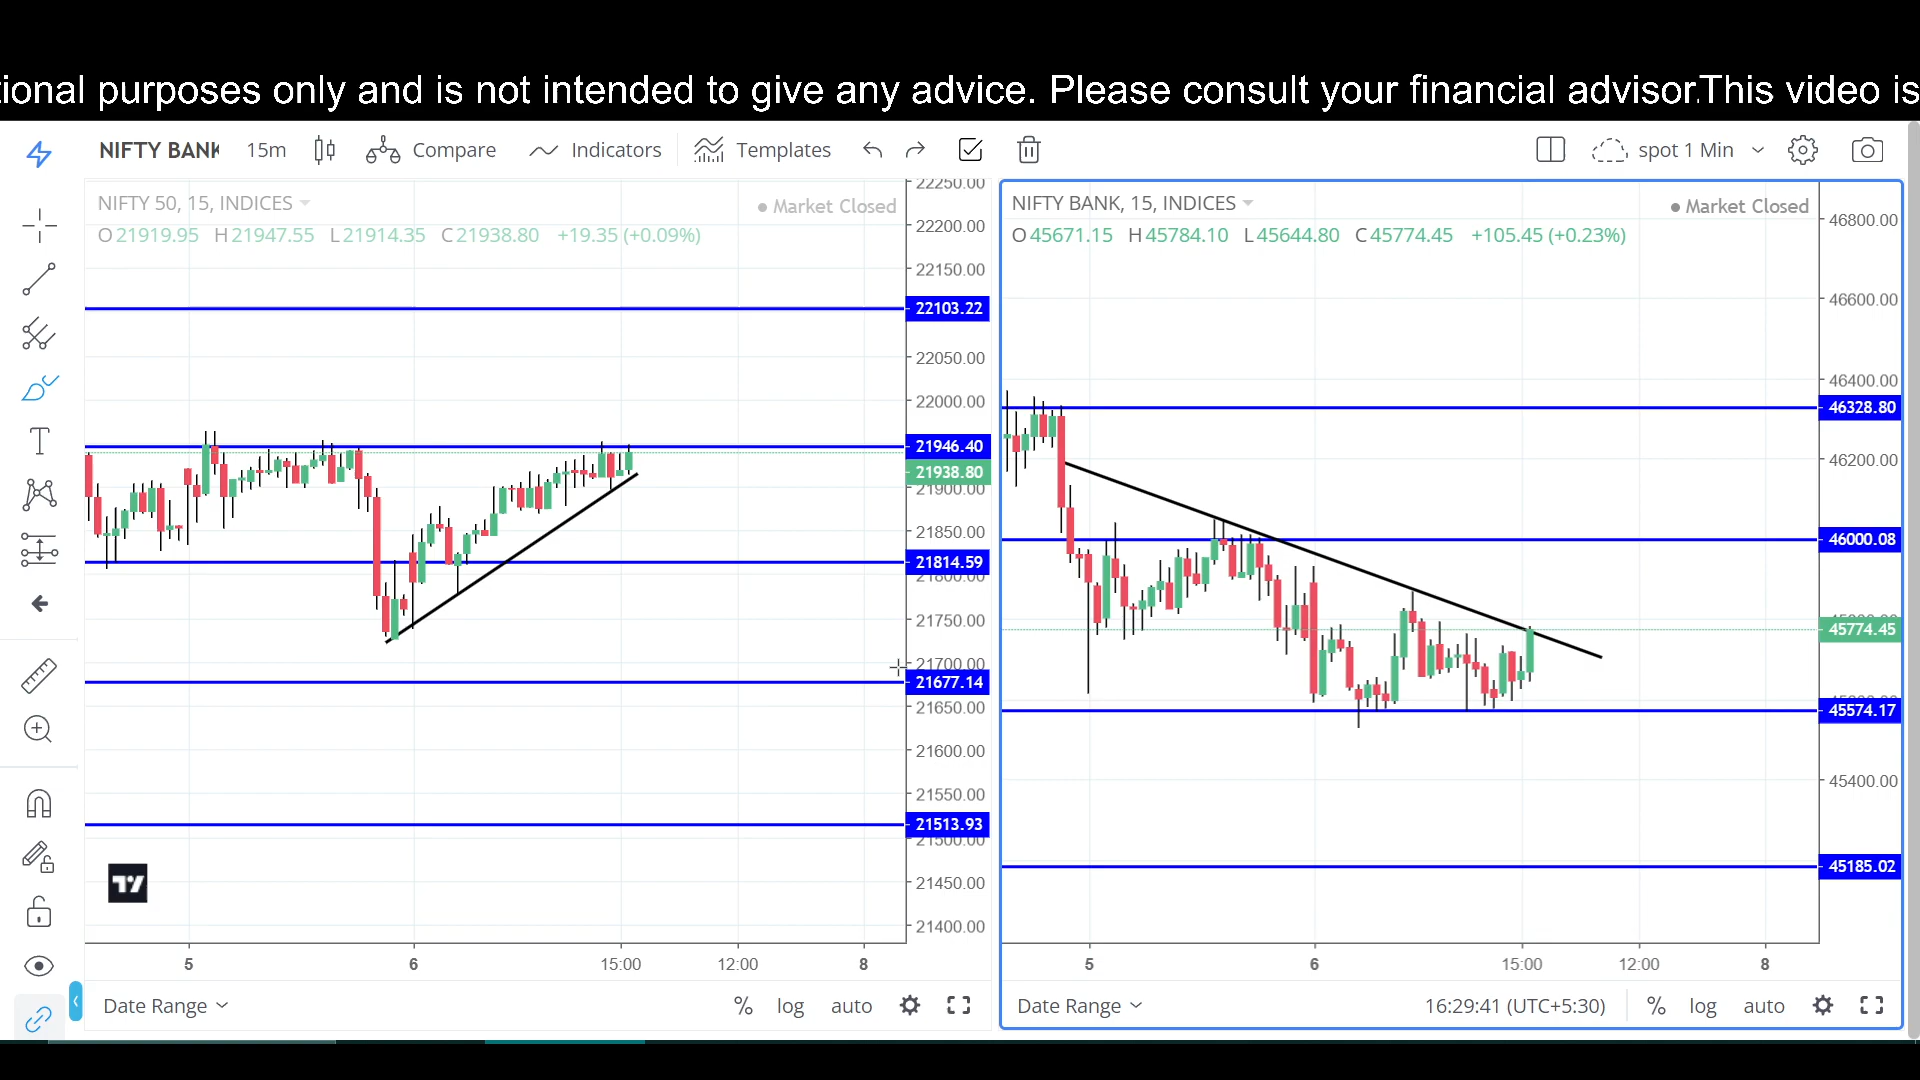 tional purposes only and is not intended to give any advice. Please consult your financial advisor.This video is
NIFTY BANK 15m Compare Indicators Templates spot 1 Min
NIFTY 50, 15, INDICES
Market Closed
O21919.95 H21947.55 L21914.35 C21938.80 +19.35 (+0.09%)
22250.00
22200.00
22150.00
22103.22
22050.00
22000.00
21946.40
21938.80
21900.00
21850.00
21814.59
21800.00
21750.00
21700.00
21677.14
21650.00
21600.00
21550.00
21513.93
21500.00
21450.00
21400.00
5 6 15:00 12:00 8
Date Range % log auto
NIFTY BANK, 15, INDICES
Market Closed
O45671.15 H45784.10 L45644.80 C45774.45 +105.45 (+0.23%)
46800.00
46600.00
46400.00
46328.80
46200.00
46000.08
45774.45
45574.17
45400.00
45185.02
5 6 15:00 12:00 8
Date Range 16:29:41 (UTC+5:30) % log auto